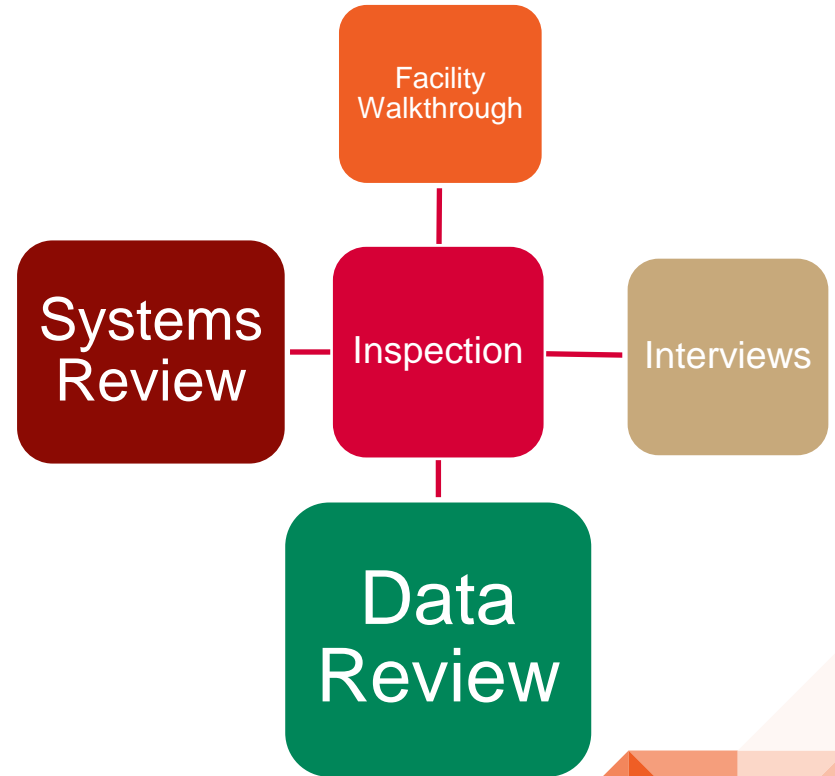 Facility
Walkthrough
Systems
Review
Inspection
Interviews
Data
Review